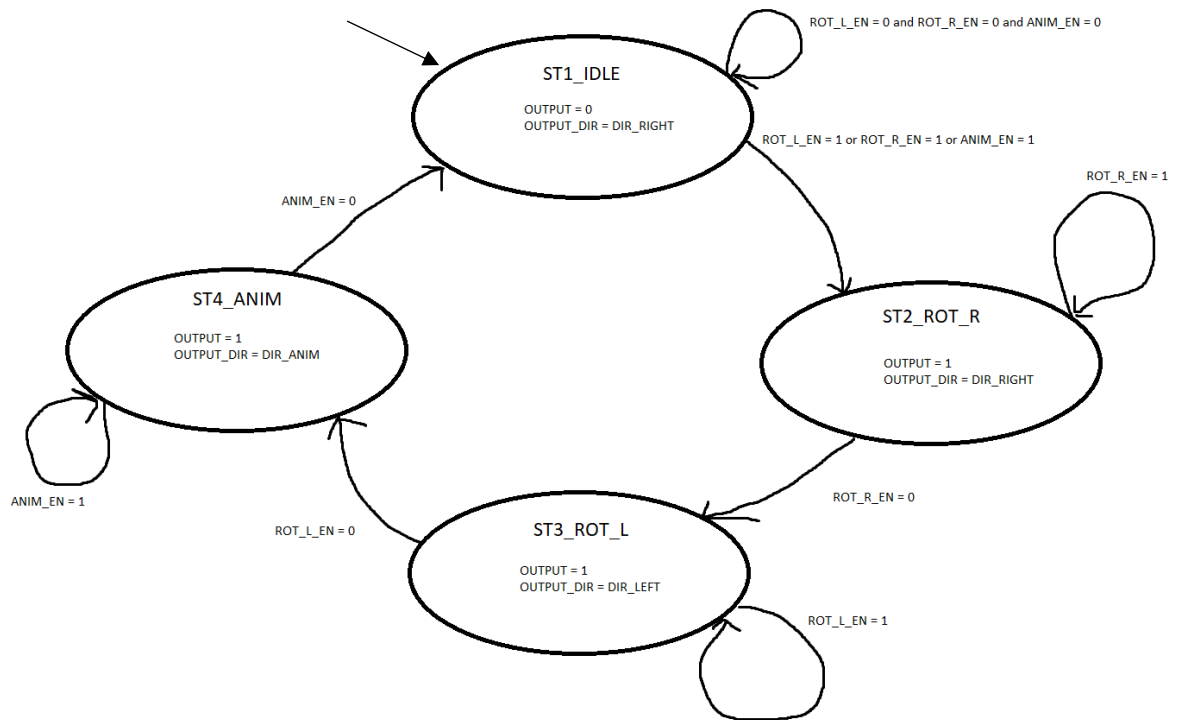 ROT_L_EN = 0 and ROT_R_EN = 0 and ANIM_EN = 0
ST1_IDLE
OUTPUT = 0
OUTPUT_DIR = DIR_RIGHT
ROT_L_EN = 1 or ROT_R_EN = 1 or ANIM_EN = 1
ROT_R_EN = 1
ANIM_EN = 0
ST4_ANIM
OUTPUT = 1
OUTPUT_DIR = DIR_ANIM
ST2_ROT_R
OUTPUT = 1
OUTPUT_DIR = DIR_RIGHT
ANIM_EN = 1
ROT_R_EN = 0
ROT_L_EN = 0
ST3_ROT_L
OUTPUT = 1
OUTPUT_DIR = DIR_LEFT
ROT_L_EN = 1